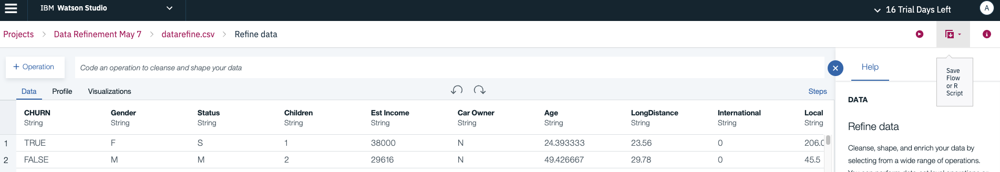 IBM Watson Studio
16 Trial Days Left
A
Projects > Data Refinement May 7 > datarefine.csv > Refine data
+ Operation
Code an operation to cleanse and shape your data
Help
Save
Flow
or R
Script
Data Profile Visualizations
Steps
CHURN Gender Status Children Est Income Car Owner Age LongDistance International Local
String String String String String String String String String String
1 TRUE F S 1 38000 N 24.393333 23.56 0 206.0
2 FALSE M M 2 29616 N 49.426667 29.78 0 45.5
DATA
Refine data
Cleanse, shape, and enrich your data by
selecting from a wide range of operations.